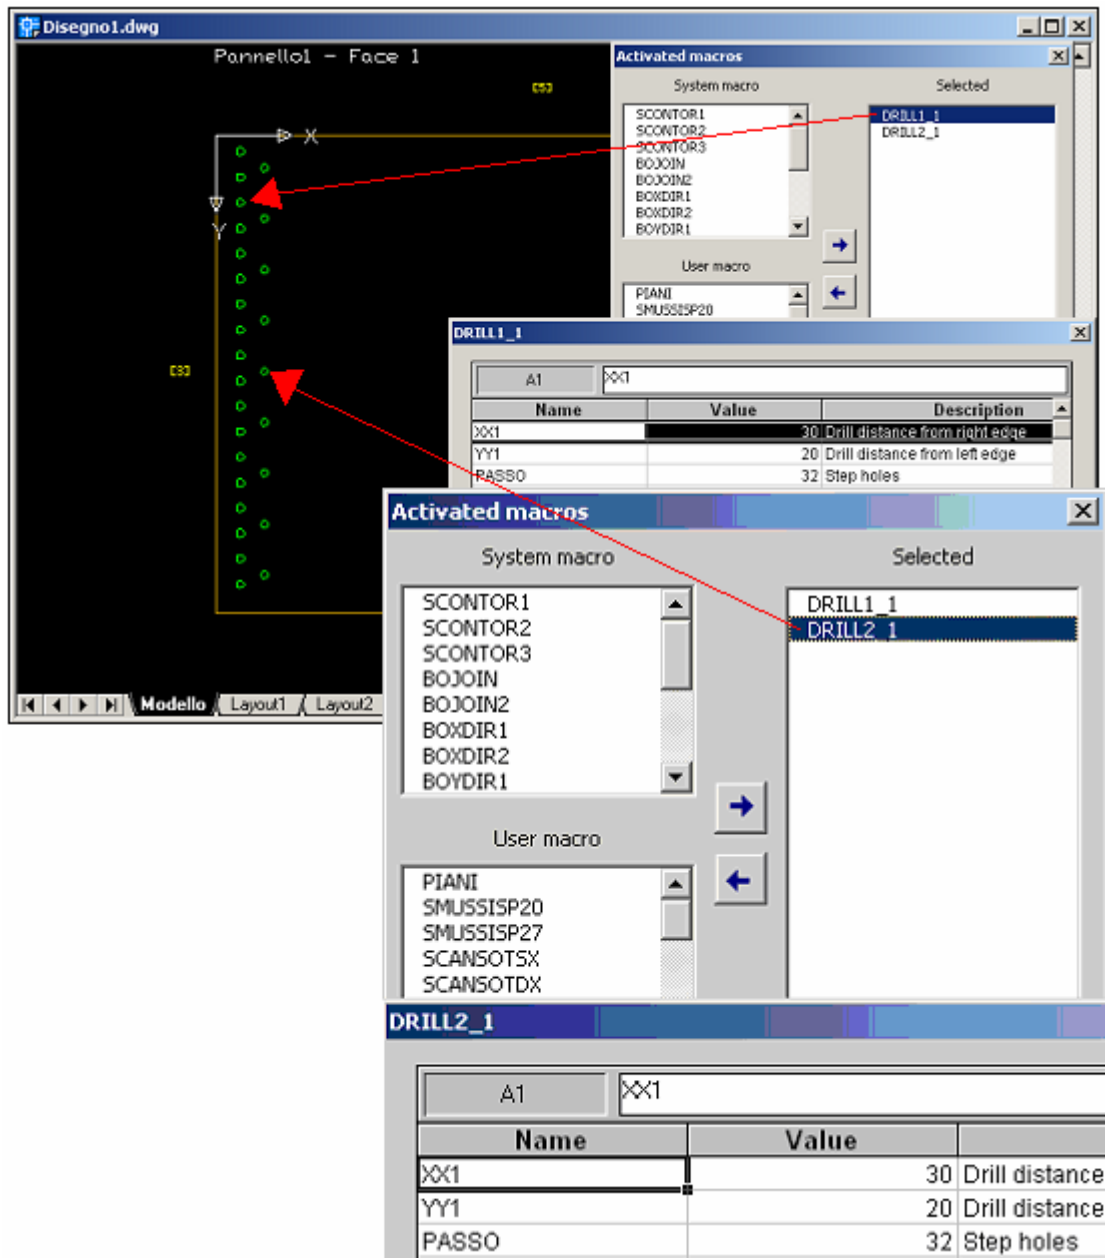 Disegno1.dwg
Pannello1 - Face 1
[5]
X
Y
[3]
Modello
Layout1
Layout2
Activated macros
System macro
Selected
SCONTOR1
SCONTOR2
SCONTOR3
BOJOIN
BOJOIN2
BOXDIR1
BOXDIR2
BOYDIR1
DRILL1_1
DRILL2_1
User macro
PIANI
SMUSSISP20
DRILL1_1
A1 XX1
Name Value Description
XX1 30 Drill distance from right edge
YY1 20 Drill distance from left edge
PASSO 32 Step holes
Activated macros
System macro
Selected
SCONTOR1
SCONTOR2
SCONTOR3
BOJOIN
BOJOIN2
BOXDIR1
BOXDIR2
BOYDIR1
DRILL1_1
DRILL2_1
User macro
PIANI
SMUSSISP20
SMUSSISP27
SCANSOTSX
SCANSOTDX
DRILL2_1
A1 XX1
Name Value
XX1 30 Drill distance
YY1 20 Drill distance
PASSO 32 Step holes